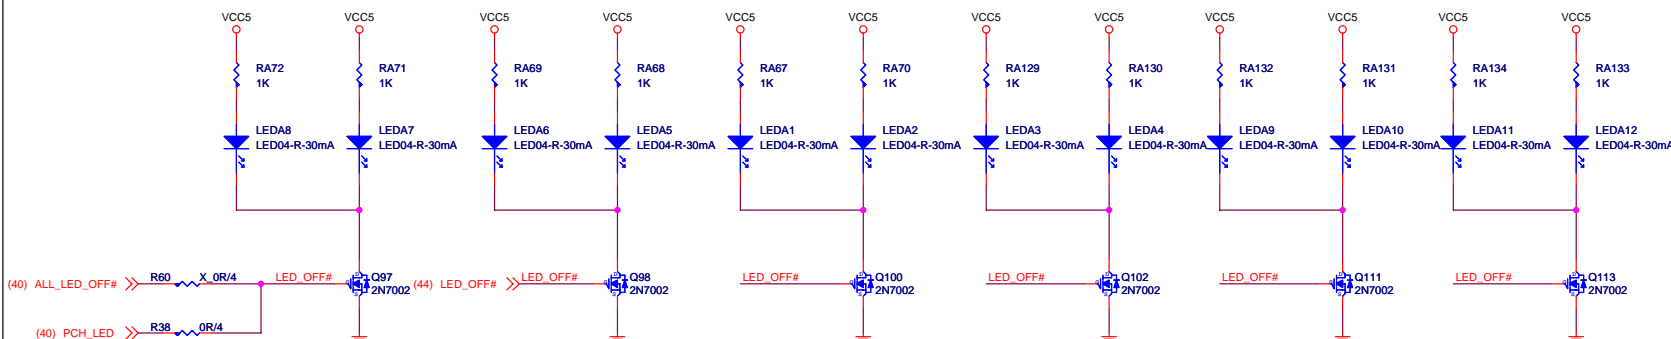 VCC5 VCC5 VCC5 VCC5 VCC5 VCC5 VCC5 VCC5 VCC5 VCC5 VCC5 VCC5
RA72 RA71 RA69 RA68 RA67 RA70 RA129 RA130 RA132 RA131 RA134 RA133
1K 1K 1K 1K 1K 1K 1K 1K 1K 1K 1K 1K
LEDA8 LEDA7 LEDA6 LEDA5 LEDA1 LEDA2 LEDA3 LEDA4 LEDA9 LEDA10 LEDA11 LEDA12
LED04-R-30mA LED04-R-30mA LED04-R-30mA LED04-R-30mA LED04-R-30mA LED04-R-30mA LED04-R-30mA LED04-R-30mA LED04-R-30mA LED04-R-30mA LED04-R-30mA LED04-R-30mA
(40) ALL_LED_OFF# R60 X_0R/4 LED_OFF# Q97 (44) LED_OFF# LED_OFF# Q98 LED_OFF# Q100 LED_OFF# Q102 LED_OFF# Q111 LED_OFF# Q113
2N7002 2N7002 2N7002 2N7002 2N7002 2N7002
(40) PCH_LED R38 0R/4